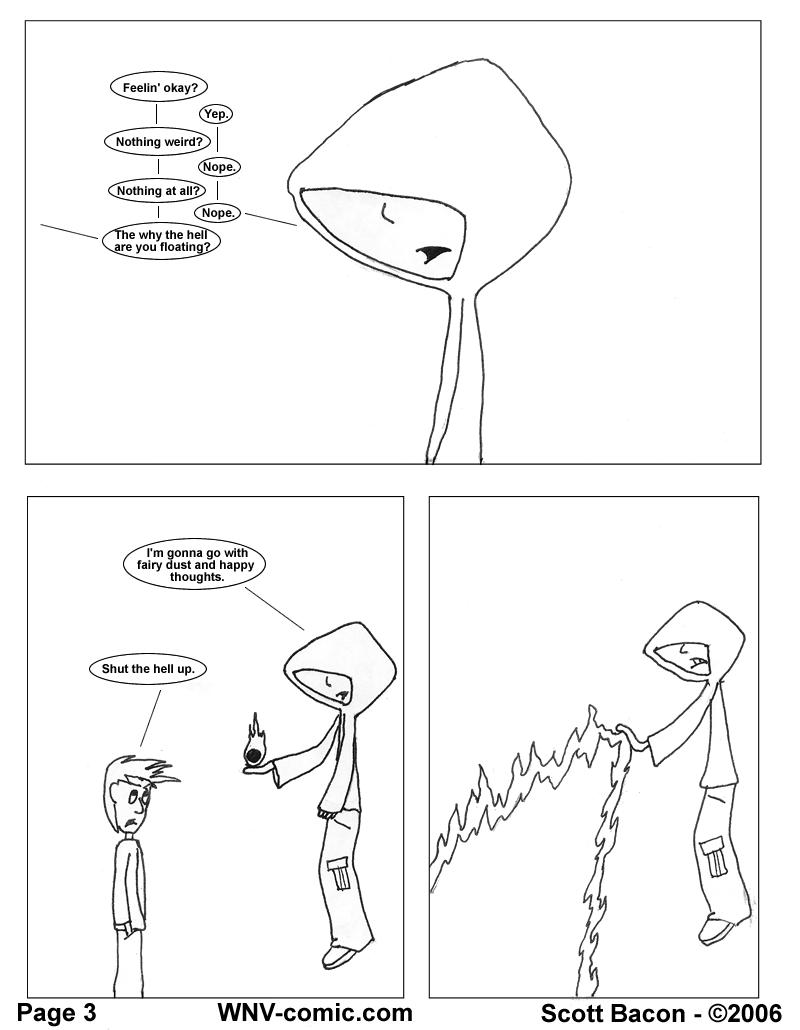 Feelin' okay?
Yep.
Nothing weird?
Nope.
Nothing at all?
Nope.
The why the hell
are you floating?
I'm gonna go with
fairy dust and happy
thoughts.
Shut the hell up.
Page 3
WNV-comic.com
Scott Bacon - ©2006